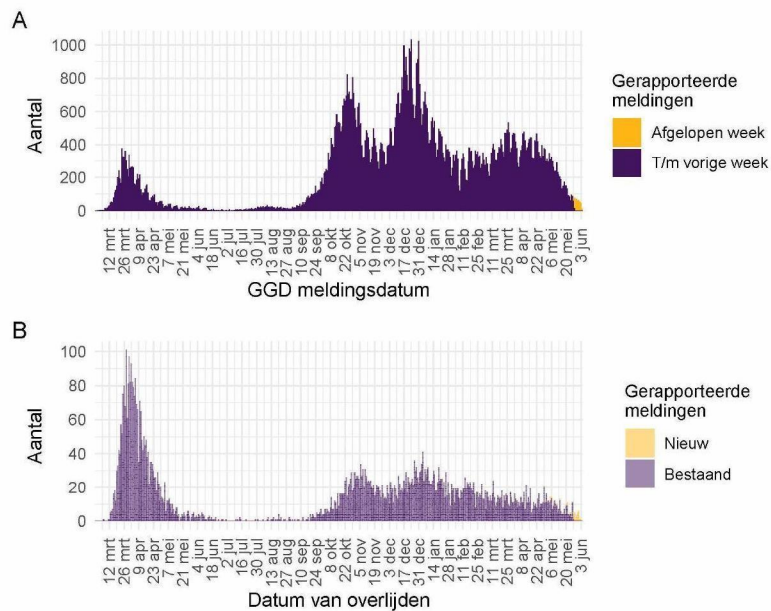 A
1000
800
600
400
200
0
Aantal
12 mrt
26 mrt
9 apr
23 apr
7 mei
21 mei
4 jun
18 jun
2 jul
16 jul
30 jul
13 aug
27 aug
10 sep
24 sep
8 okt
22 okt
5 nov
19 nov
3 dec
17 dec
31 dec
14 jan
28 jan
11 feb
25 feb
11 mrt
25 mrt
8 apr
22 apr
6 mei
20 mei
3 jun
GGD meldingsdatum
Gerapporteerde
meldingen
Afgelopen week
T/m vorige week
B
100
80
60
40
20
0
Aantal
12 mrt
26 mrt
9 apr
23 apr
7 mei
21 mei
4 jun
18 jun
2 jul
16 jul
30 jul
13 aug
27 aug
10 sep
24 sep
8 okt
22 okt
5 nov
19 nov
3 dec
17 dec
31 dec
14 jan
28 jan
11 feb
25 feb
11 mrt
25 mrt
8 apr
22 apr
6 mei
20 mei
3 jun
Datum van overlijden
Gerapporteerde
meldingen
Nieuw
Bestaand